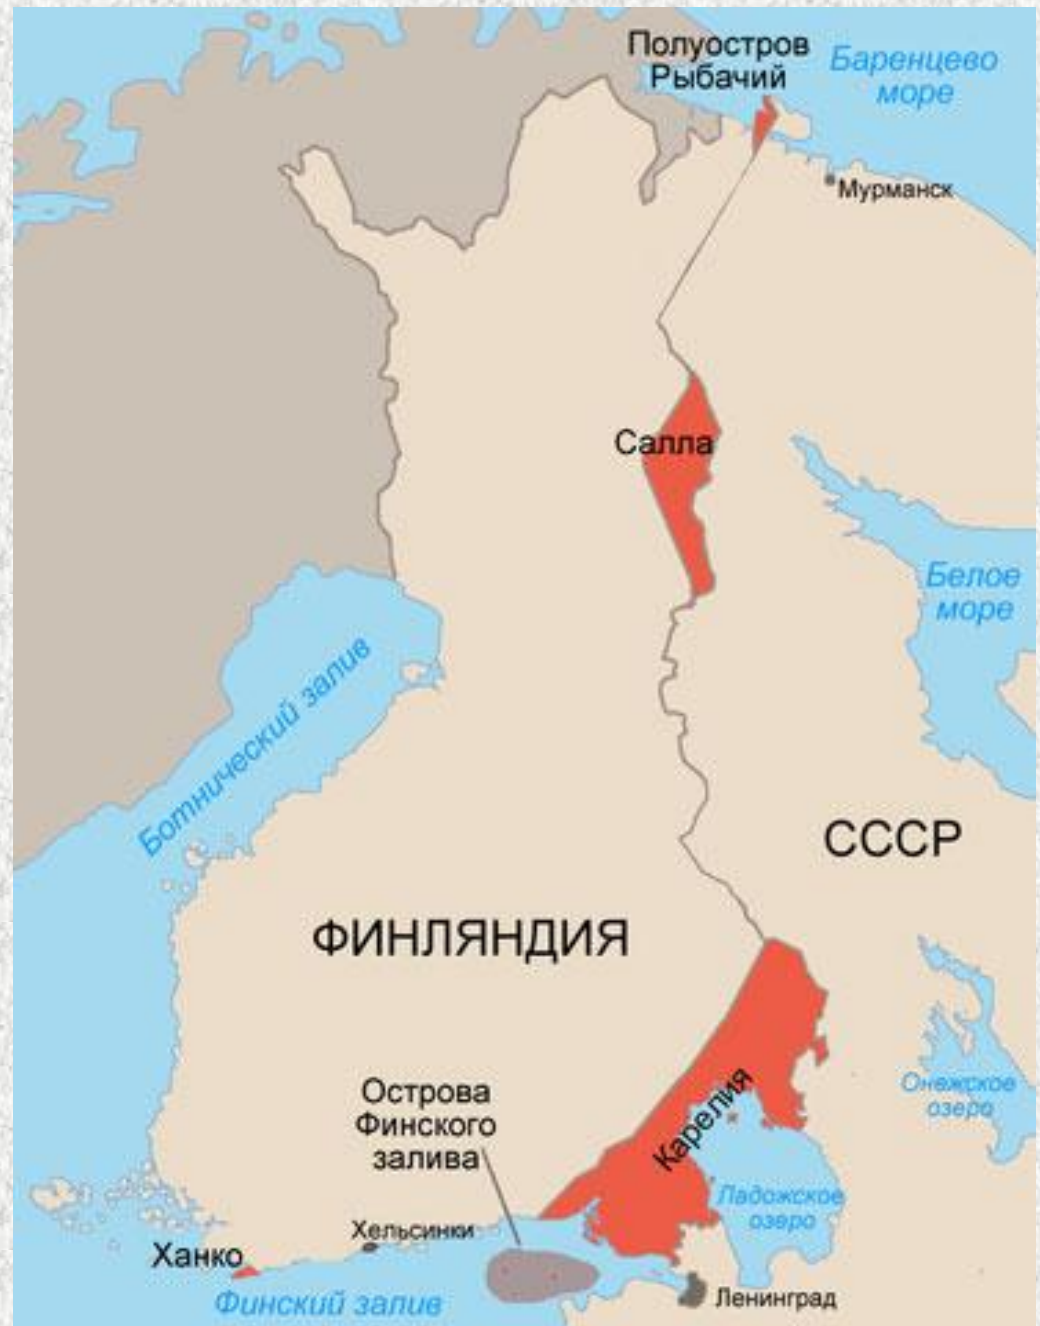 Полуостров
Рыбачий
Баренцево
море
Мурманск
Салла
Белое
море
Ботнический залив
СССР
ФИНЛЯНДИЯ
Онежское
озеро
Острова
Финского
залива
Карелия
Ладожское
озеро
Хельсинки
Ханко
Финский залив
Ленинград